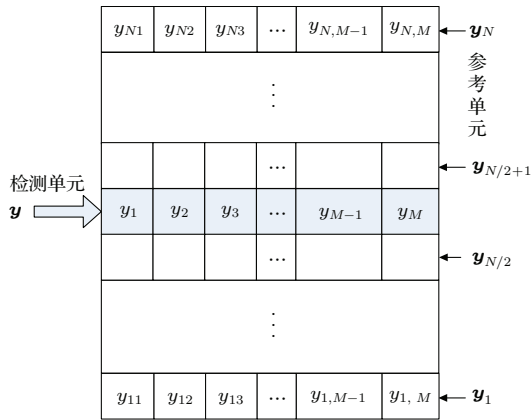 y_{N1} y_{N2} y_{N3} ... y_{N,M−1} y_{N,M} y_N
参考单元
⋮
... y_{N/2+1}
检测单元
y y_1 y_2 y_3 ... y_{M−1} y_M
... y_{N/2}
⋮
y_{11} y_{12} y_{13} ... y_{1,M−1} y_{1, M} y_1